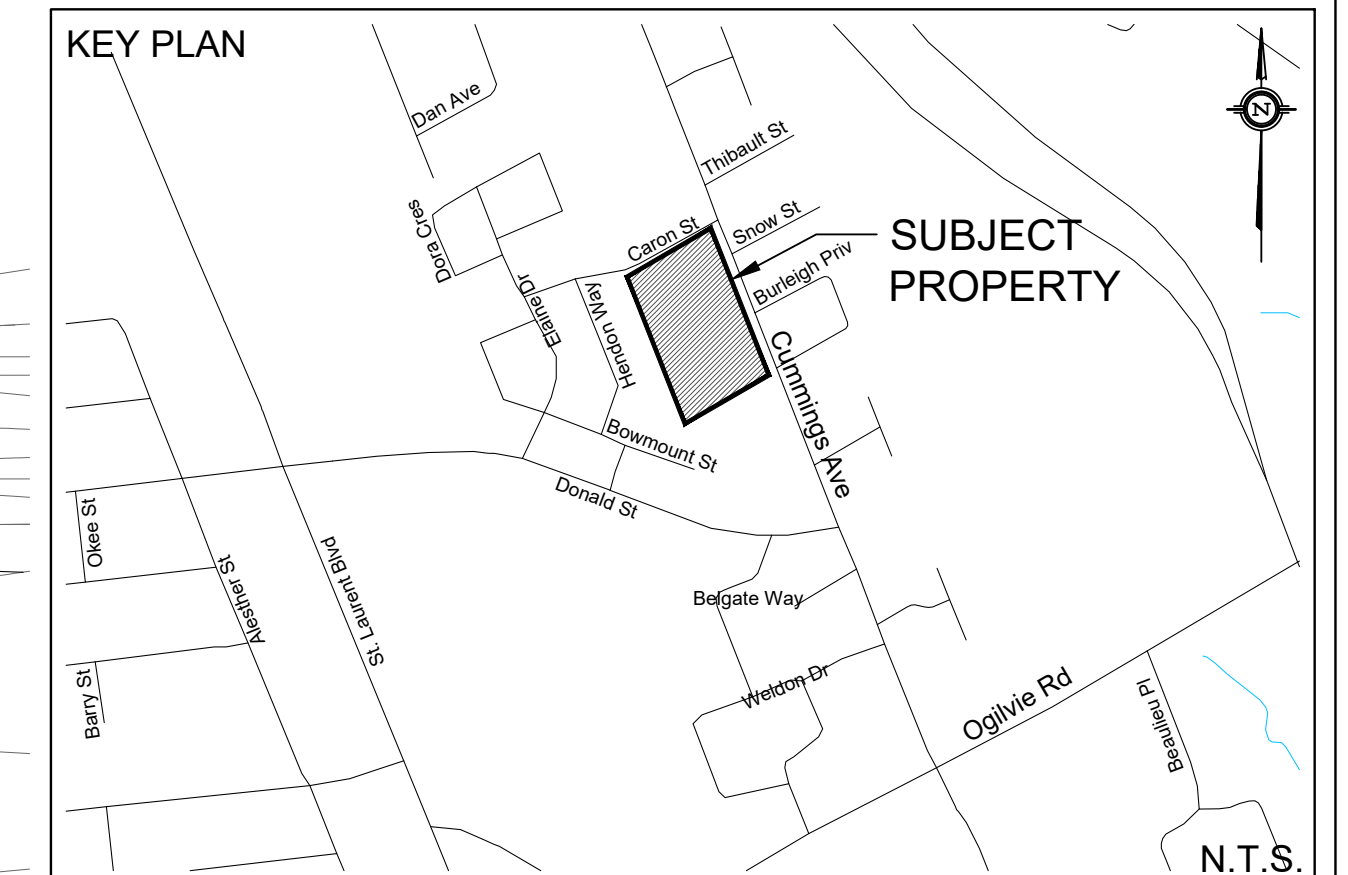 KEY PLAN
N
Dan Ave
Thibault St
Dora Cres
Snow St
Caron St
SUBJECT
PROPERTY
Burleigh Priv
Elaine Dr
Hendon Way
Cummings Ave
Bowmount St
Donald St
Okee St
Alesther St
St. Laurent Blvd
Belgate Way
Barry St
Weldon Dr
Ogilvie Rd
Beaulieu Pl
N.T.S.